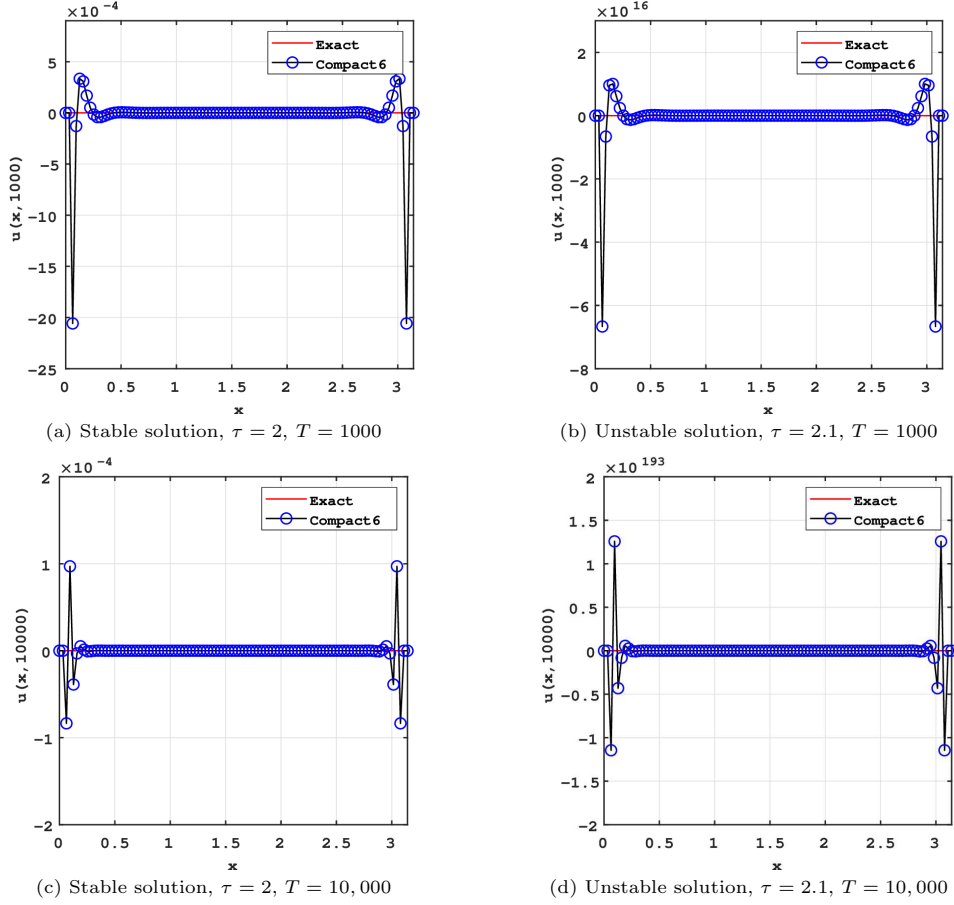 ×10 -4
5
0
-5
-10
-15
-20
-25
u(x,1000)
Exact
Compact6
0 0.5 1 1.5 2 2.5 3
x
(a) Stable solution, τ = 2, T = 1000
×10 16
2
0
-2
-4
-6
-8
u(x,1000)
Exact
Compact6
0 0.5 1 1.5 2 2.5 3
x
(b) Unstable solution, τ = 2.1, T = 1000
×10 -4
2
1
0
-1
-2
u(x,10000)
Exact
Compact6
0 0.5 1 1.5 2 2.5 3
x
(c) Stable solution, τ = 2, T = 10,000
×10 193
2
1.5
1
0.5
0
-0.5
-1
-1.5
-2
u(x,10000)
Exact
Compact6
0 0.5 1 1.5 2 2.5 3
x
(d) Unstable solution, τ = 2.1, T = 10,000